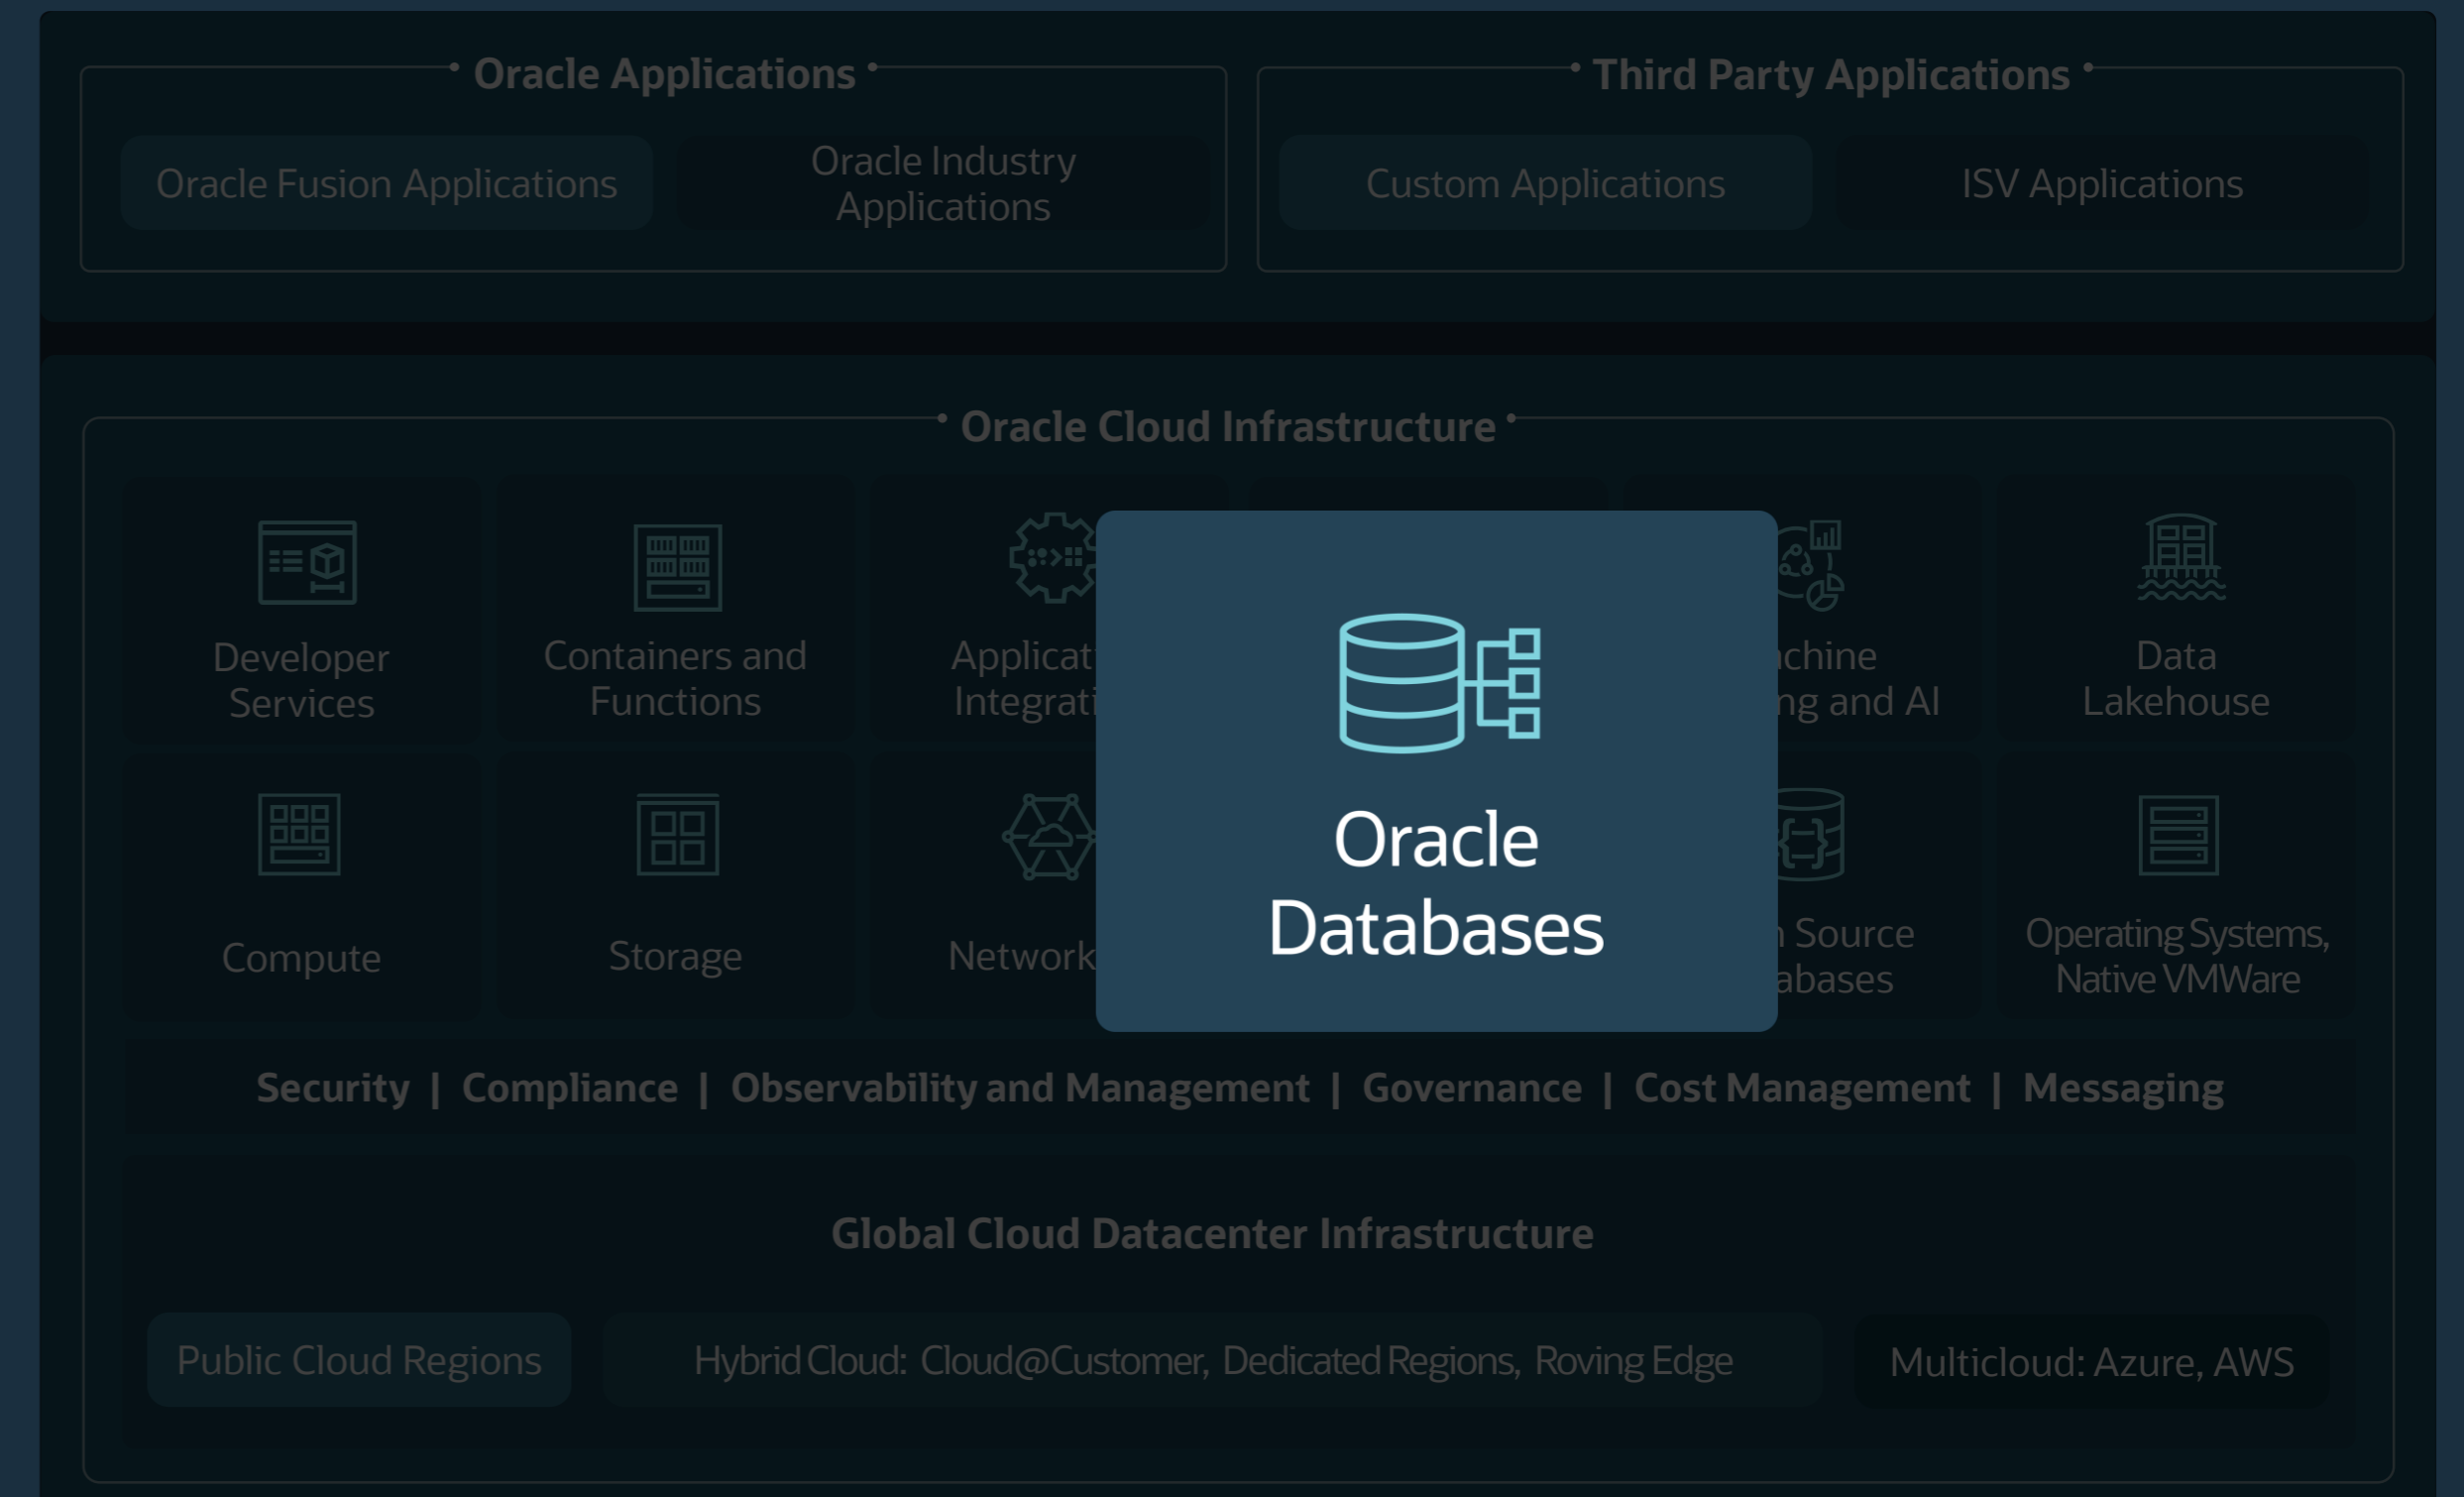 Oracle Applications
Third Party Applications
Oracle Fusion Applications
Oracle Industry
Applications
Custom Applications
ISV Applications
Oracle Cloud Infrastructure
Developer
Services
Containers and
Functions
and AI
Data
Lakehouse
Oracle
Databases
Compute
Storage
Source
Operating Systems,
Native VMWare
Security | Compliance | Observability and Management | Governance | Cost Management | Messaging
Global Cloud Datacenter Infrastructure
Public Cloud Regions
Hybrid Cloud: Cloud@Customer, Dedicated Regions, Roving Edge
Multicloud: Azure, AWS